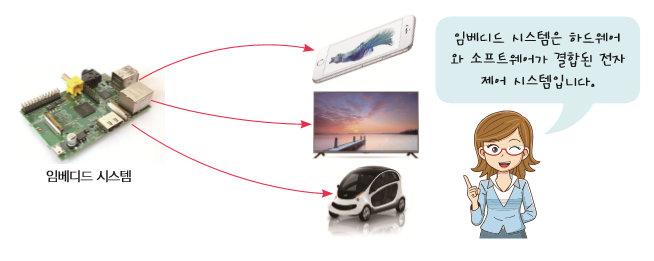 임베디드 시스템은 하드웨어
와 소프트웨어가 결합된 전자
제어 시스템입니다.
임베디드 시스템